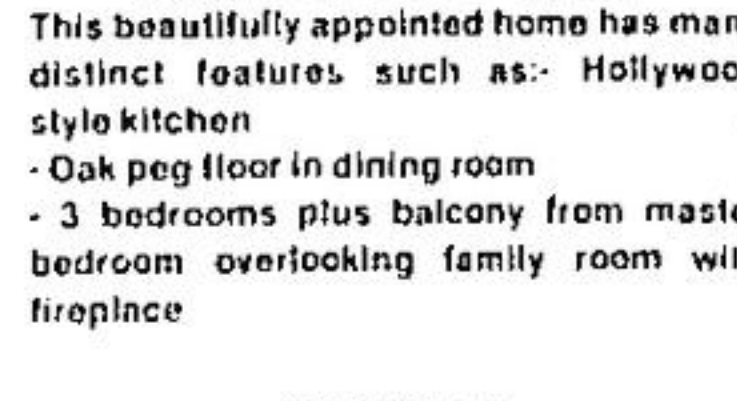 This beautifully appointed home has man
distinct features such as:- Hollywoo
style kitchen
- Oak peg floor in dining room
- 3 bedrooms plus balcony from maste
bedroom overlooking family room wit
fireplace